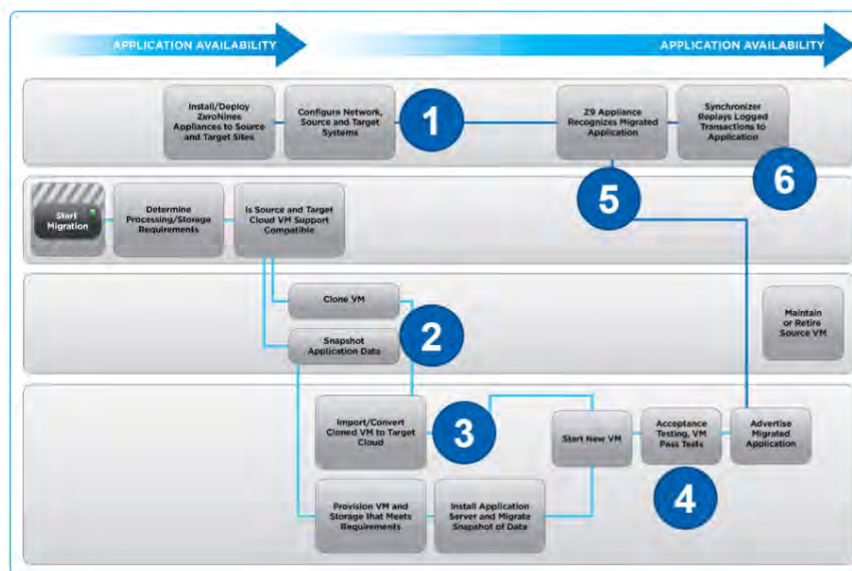 APPLICATION AVAILABILITY
APPLICATION AVAILABILITY
Install/Deploy
ZeroNines
Appliances to Source
and Target Sites
Configure Network,
Source and Target
Systems
1
Z9 Appliance
Recognizes Migrated
Application
Synchronizer
Replays Logged
Transactions to
Application
5
6
Start
Migration
Determine
Processing/Storage
Requirements
Is Source and Target
Cloud VM Support
Compatible
Clone VM
Snapshot
Application Data
2
Maintain
or Retire
Source VM
Import/Convert
Cloned VM to Target
Cloud
3
Start New VM
Acceptance
Testing, VM
Pass Tests
4
Advertise
Migrated
Application
Provision VM and
Storage that Meets
Requirements
Install Application
Server and Migrate
Snapshot of Data